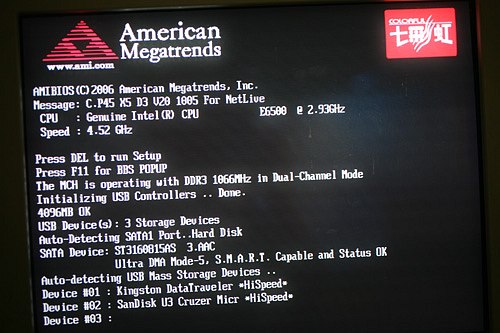 American
Megatrends
www.ami.com
COLORFUL
七彩虹
AMIBIOS(C)2006 American Megatrends, Inc.
Message: C.P45 X5 D3 V20 1005 For NetLive
CPU : Genuine Intel(R) CPU E6500 @ 2.93GHz
Speed : 4.52 GHz
Press DEL to run Setup
Press F11 for BBS POPUP
The MCH is operating with DDR3 1066MHz in Dual-Channel Mode
Initializing USB Controllers .. Done.
4096MB OK
USB Device(s): 3 Storage Devices
Auto-Detecting SATA1 Port..Hard Disk
SATA Device: ST3160815AS 3.AAC
Ultra DMA Mode-5, S.M.A.R.T. Capable and Status OK
Auto-detecting USB Mass Storage Devices ..
Device #01 : Kingston DataTraveler *HiSpeed*
Device #02 : SanDisk U3 Cruzer Micr *HiSpeed*
Device #03 :